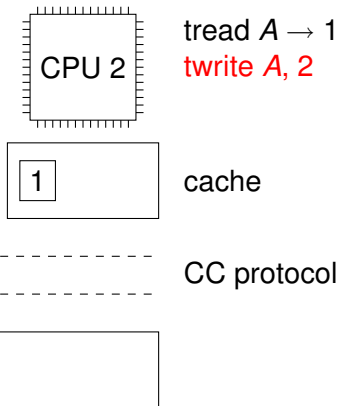 tread A → 1
CPU 2
twrite A, 2
1
cache
CC protocol